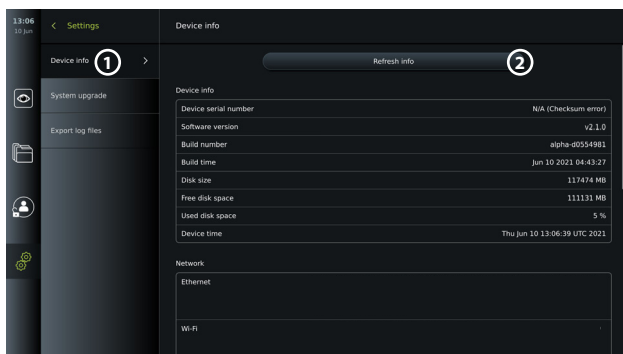 13:06
10 Jun
Settings
Device info
Device info
1
System upgrade
Export log files
Refresh info
2
Device info
Device serial number N/A (Checksum error)
Software version v2.1.0
Build number alpha-d0554981
Build time Jun 10 2021 04:43:27
Disk size 117474 MB
Free disk space 111131 MB
Used disk space 5 %
Device time Thu Jun 10 13:06:39 UTC 2021
Network
Ethernet
Wi-Fi